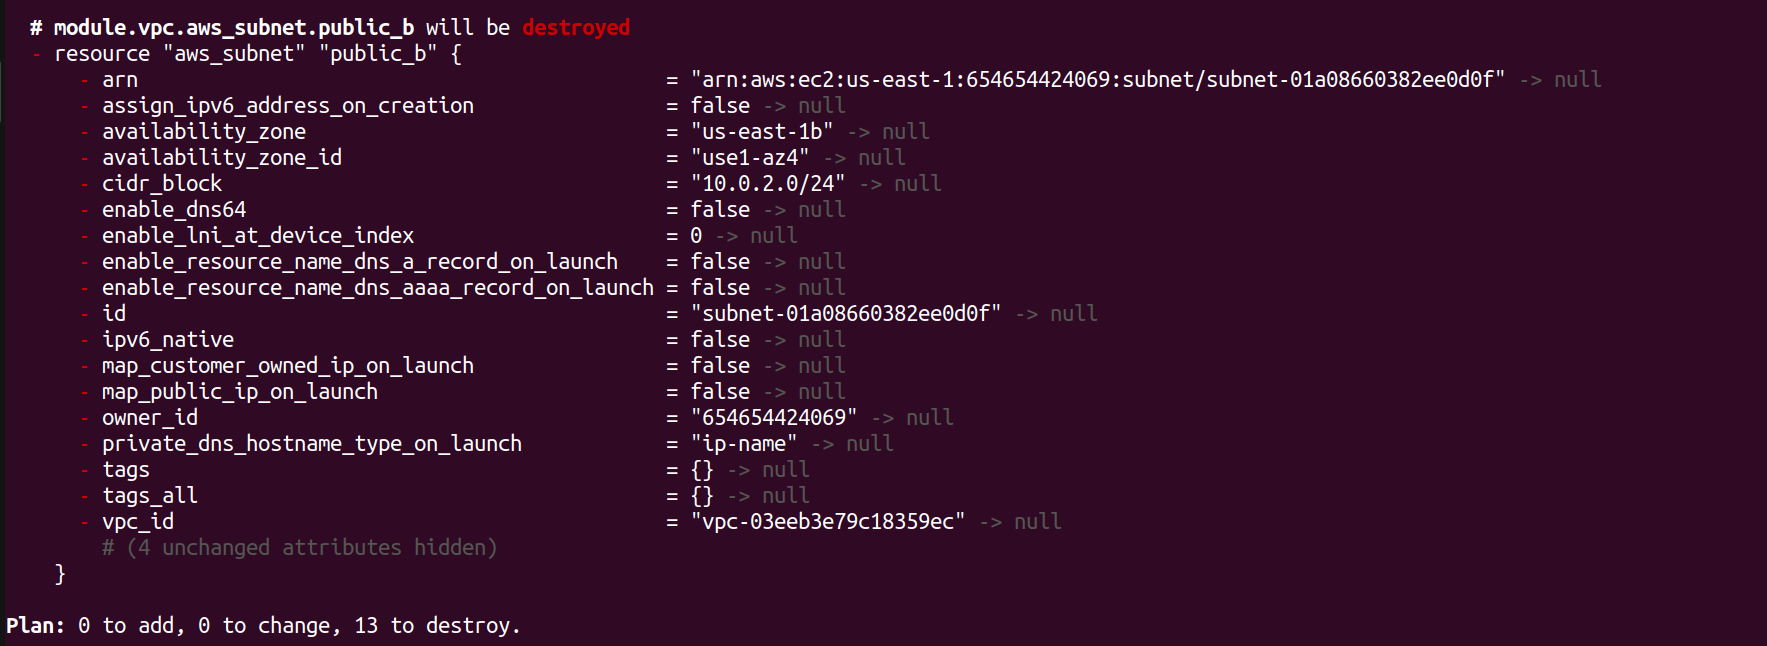 # module.vpc.aws_subnet.public_b will be destroyed
- resource "aws_subnet" "public_b" {
- arn = "arn:aws:ec2:us-east-1:654654424069:subnet/subnet-01a08660382ee0d0f" -> null
- assign_ipv6_address_on_creation = false -> null
- availability_zone = "us-east-1b" -> null
- availability_zone_id = "use1-az4" -> null
- cidr_block = "10.0.2.0/24" -> null
- enable_dns64 = false -> null
- enable_lni_at_device_index = 0 -> null
- enable_resource_name_dns_a_record_on_launch = false -> null
- enable_resource_name_dns_aaaa_record_on_launch = false -> null
- id = "subnet-01a08660382ee0d0f" -> null
- ipv6_native = false -> null
- map_customer_owned_ip_on_launch = false -> null
- map_public_ip_on_launch = false -> null
- owner_id = "654654424069" -> null
- private_dns_hostname_type_on_launch = "ip-name" -> null
- tags = {} -> null
- tags_all = {} -> null
- vpc_id = "vpc-03eeb3e79c18359ec" -> null
# (4 unchanged attributes hidden)
}
Plan: 0 to add, 0 to change, 13 to destroy.